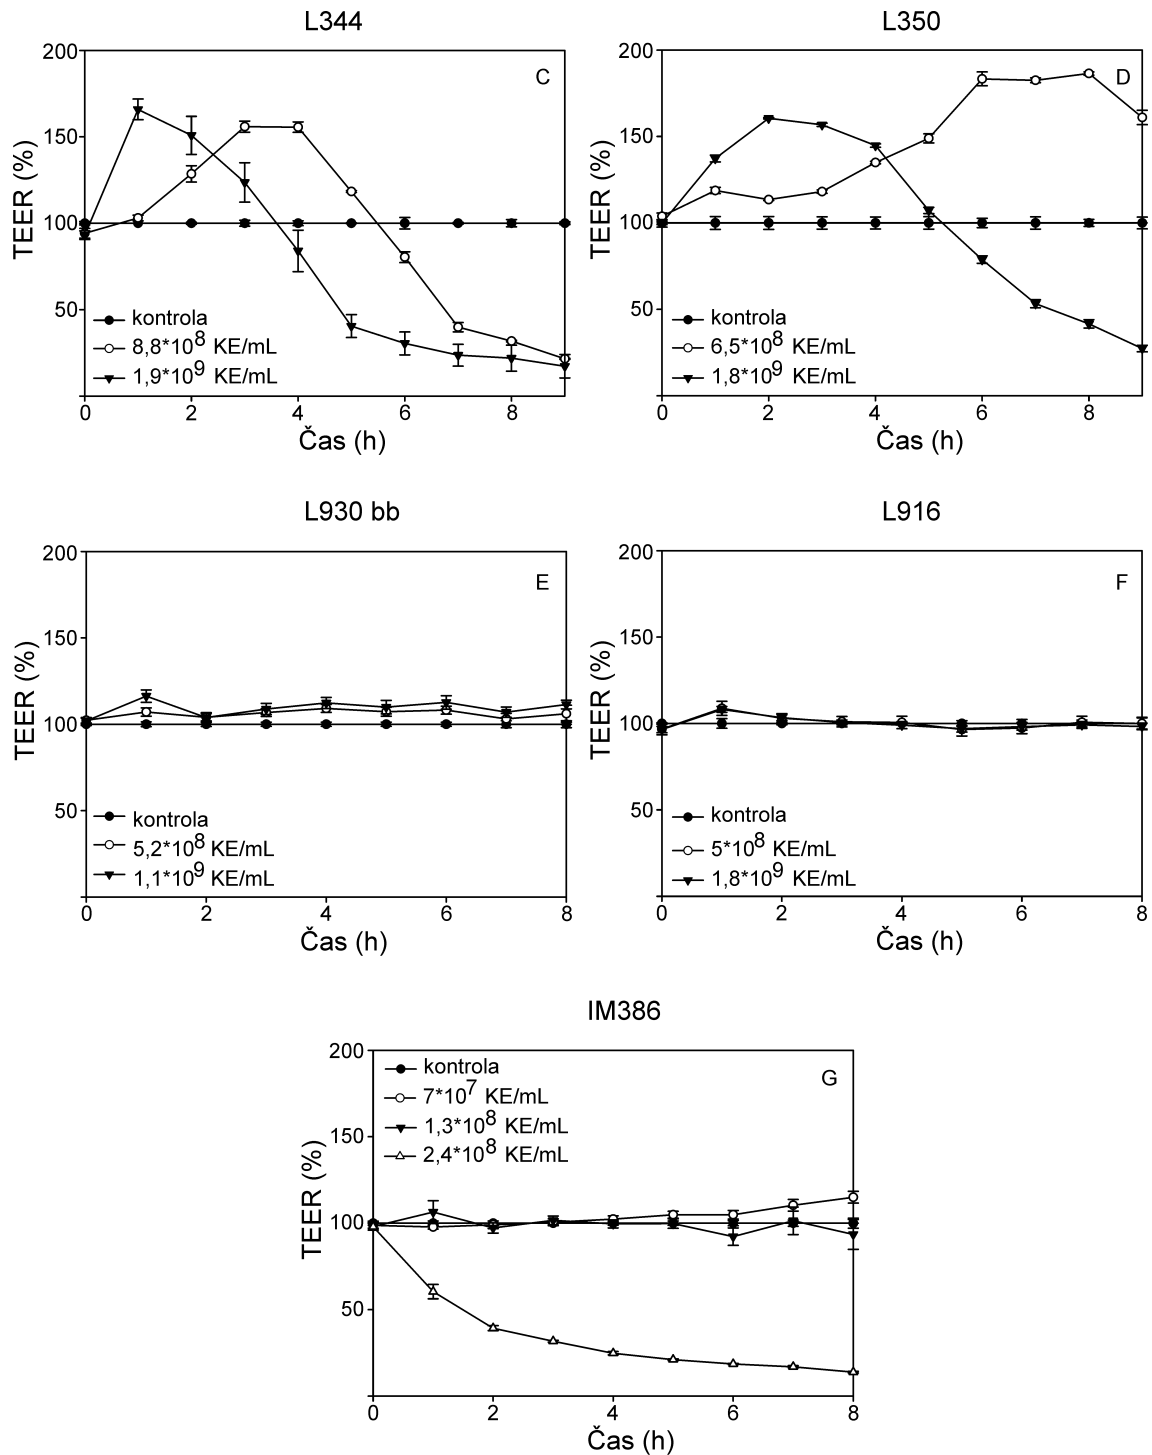 L344
C
200
150
100
50
TEER (%)
kontrola
8,8*10^8 KE/mL
1,9*10^9 KE/mL
0 2 4 6 8
Čas (h)
L350
D
200
150
100
50
TEER (%)
kontrola
6,5*10^8 KE/mL
1,8*10^9 KE/mL
0 2 4 6 8
Čas (h)
L930 bb
E
200
150
100
50
TEER (%)
kontrola
5,2*10^8 KE/mL
1,1*10^9 KE/mL
0 2 4 6 8
Čas (h)
L916
F
200
150
100
50
TEER (%)
kontrola
5*10^8 KE/mL
1,8*10^9 KE/mL
0 2 4 6 8
Čas (h)
IM386
G
200
150
100
50
TEER (%)
kontrola
7*10^7 KE/mL
1,3*10^8 KE/mL
2,4*10^8 KE/mL
0 2 4 6 8
Čas (h)